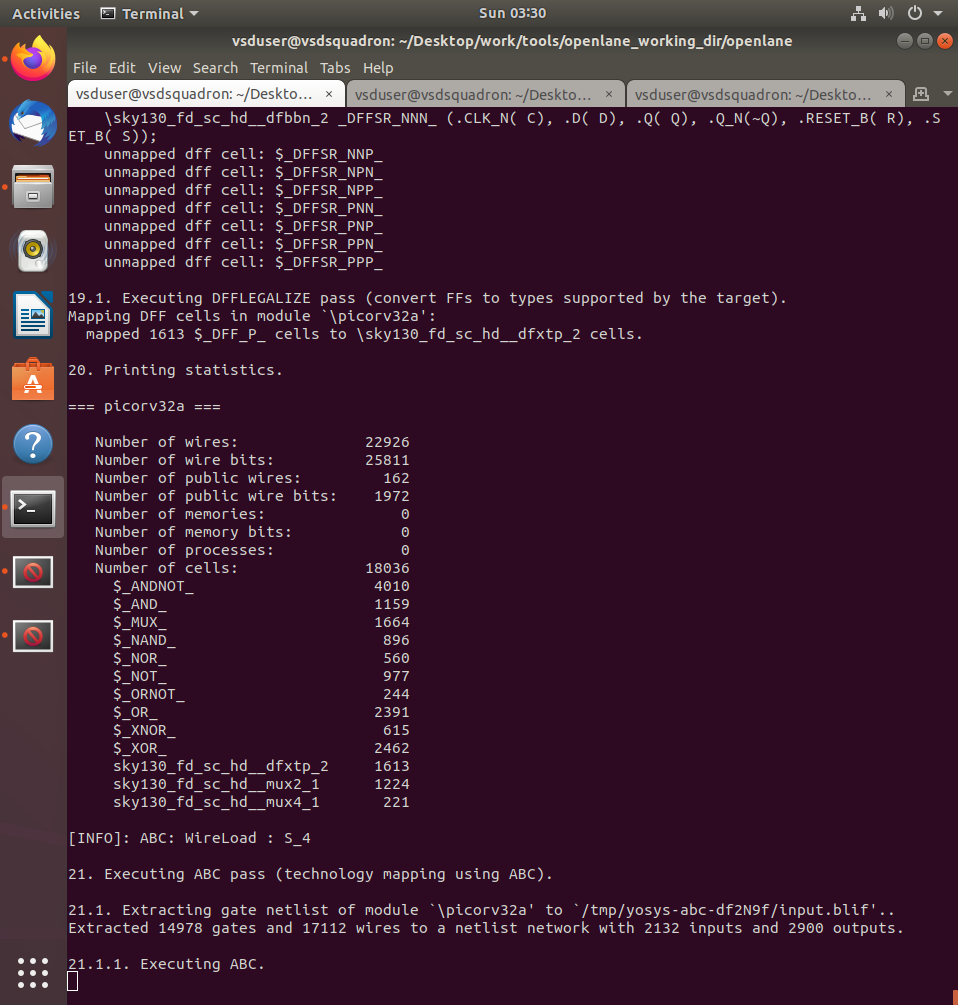 Activities Terminal Sun 03:30
vsduser@vsdsquadron: ~/Desktop/work/tools/openlane_working_dir/openlane
File Edit View Search Terminal Tabs Help
vsduser@vsdsquadron: ~/Deskto... × vsduser@vsdsquadron: ~/Deskto... × vsduser@vsdsquadron: ~/Deskto... ×
    \sky130_fd_sc_hd__dfbbn_2 _DFFSR_NNN_ (.CLK_N( C), .D( D), .Q( Q), .Q_N(~Q), .RESET_B( R), .S
ET_B( S));
    unmapped dff cell: $_DFFSR_NNP_
    unmapped dff cell: $_DFFSR_NPN_
    unmapped dff cell: $_DFFSR_NPP_
    unmapped dff cell: $_DFFSR_PNN_
    unmapped dff cell: $_DFFSR_PNP_
    unmapped dff cell: $_DFFSR_PPN_
    unmapped dff cell: $_DFFSR_PPP_
19.1. Executing DFFLEGALIZE pass (convert FFs to types supported by the target).
Mapping DFF cells in module `\picorv32a':
  mapped 1613 $_DFF_P_ cells to \sky130_fd_sc_hd__dfxtp_2 cells.
20. Printing statistics.
=== picorv32a ===
   Number of wires:              22926
   Number of wire bits:          25811
   Number of public wires:         162
   Number of public wire bits:    1972
   Number of memories:               0
   Number of memory bits:            0
   Number of processes:              0
   Number of cells:              18036
     $_ANDNOT_                    4010
     $_AND_                       1159
     $_MUX_                       1664
     $_NAND_                       896
     $_NOR_                        560
     $_NOT_                        977
     $_ORNOT_                      244
     $_OR_                        2391
     $_XNOR_                       615
     $_XOR_                       2462
     sky130_fd_sc_hd__dfxtp_2     1613
     sky130_fd_sc_hd__mux2_1      1224
     sky130_fd_sc_hd__mux4_1       221
[INFO]: ABC: WireLoad : S_4
21. Executing ABC pass (technology mapping using ABC).
21.1. Extracting gate netlist of module `\picorv32a' to `/tmp/yosys-abc-df2N9f/input.blif'..
Extracted 14978 gates and 17112 wires to a netlist network with 2132 inputs and 2900 outputs.
21.1.1. Executing ABC.